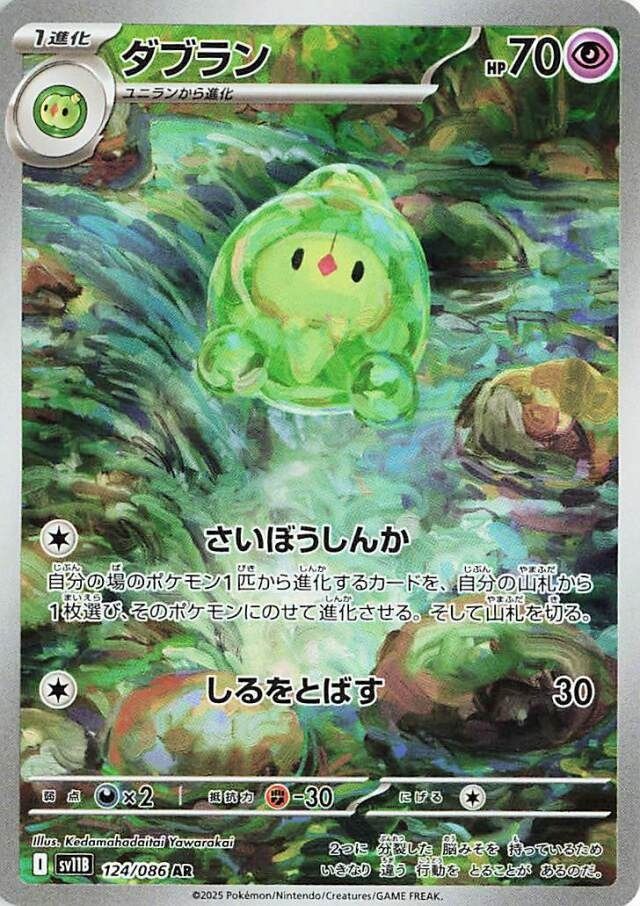 1進化
ダブラン
HP70
ユニランから進化
さいぼうしんか
自分の場のポケモン1匹から進化するカードを、自分の山札から
1枚選び、そのポケモンにのせて進化させる。そして山札を切る。
しるをとばす 30
弱点 ×2 抵抗力 -30 にげる
Illus. Kedamahadaitai Yawarakai
2つに 分裂した 脳みそを 持っているため
いきなり 違う 行動を とることが あるのだ。
I sv11B 124/086 AR
©2025 Pokémon/Nintendo/Creatures/GAME FREAK.